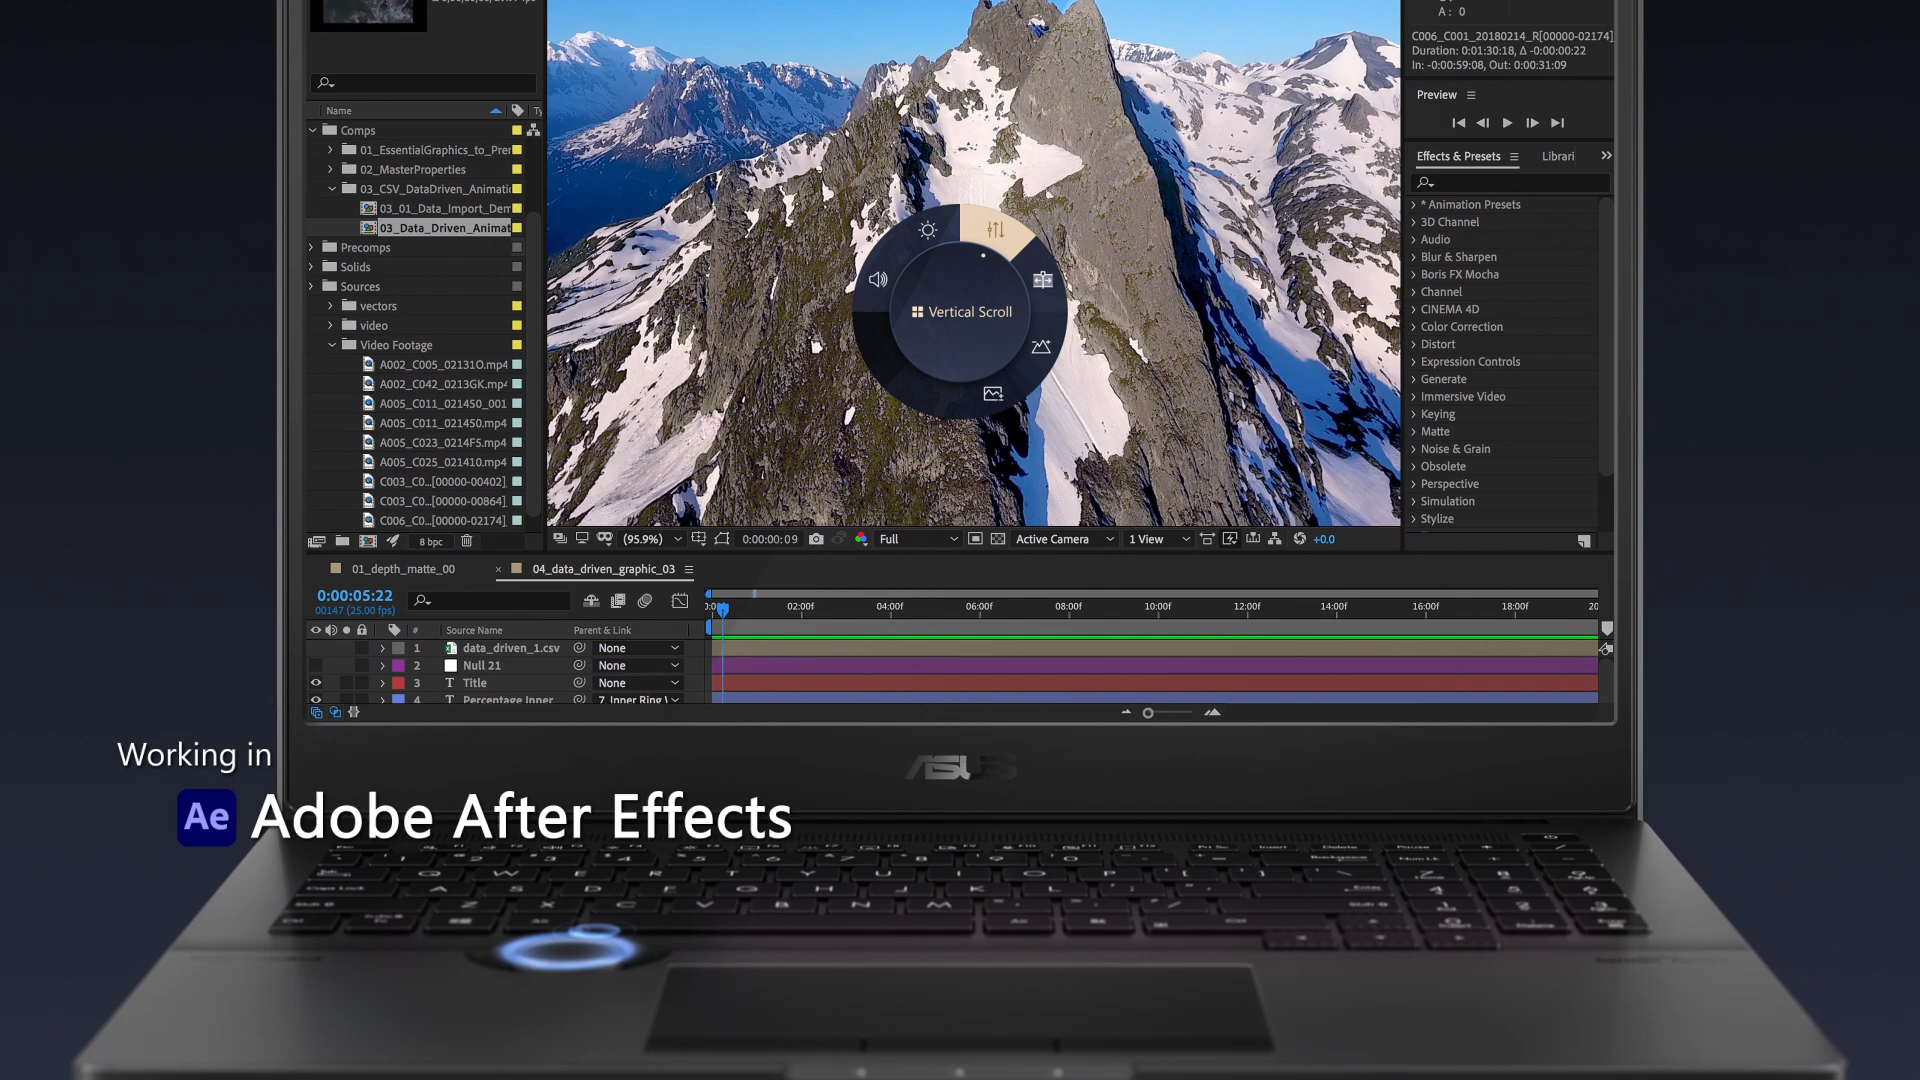 A : 0
C006_C001_20180214_R[00000-02174]
Duration: 0:01:30:18, Δ -0:00:00:22
In: -0:00:59:08, Out: 0:00:31:09
Preview
Effects & Presets
Librari
* Animation Presets
3D Channel
Audio
Blur & Sharpen
Boris FX Mocha
Channel
CINEMA 4D
Color Correction
Distort
Expression Controls
Generate
Immersive Video
Keying
Matte
Noise & Grain
Obsolete
Perspective
Simulation
Stylize
Name
Ty
Comps
01_EssentialGraphics_to_Prer
02_MasterProperties
03_CSV_DataDriven_Animatio
03_01_Data_Import_Dem
03_Data_Driven_Animat
Precomps
Solids
Sources
vectors
video
Video Footage
A002_C005_02131O.mp4
A002_C042_0213GK.mp4
A005_C011_021450_001
A005_C011_021450.mp4
A005_C023_0214F5.mp4
A005_C025_021410.mp4
C003_C0...[00000-00402]
C003_C0...[00000-00864]
C006_C0...[00000-02174]
8 bpc
Vertical Scroll
(95.9%)
0:00:00:09
Full
Active Camera
1 View
+0.0
01_depth_matte_00
04_data_driven_graphic_03
0:00:05:22
00147 (25.00 fps)
02:00f 04:00f 06:00f 08:00f 10:00f 12:00f 14:00f 16:00f 18:00f 20
# Source Name Parent & Link
1 data_driven_1.csv None
2 Null 21 None
3 T Title None
4 T Percentage Inner 7. Inner Ring
ASUS
Working in
Ae Adobe After Effects
Q W E R T Y U I O P
A S D F G H J K L
X C V B N M